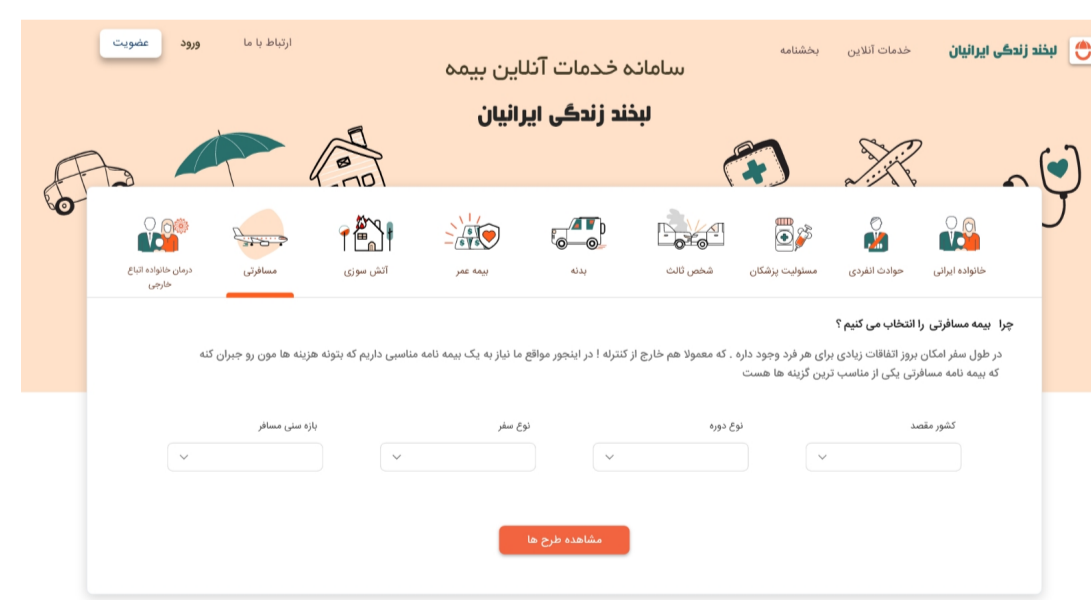 لبخند زندگی ایرانیان
خدمات آنلاین
بخشنامه
ارتباط با ما
ورود
عضویت
سامانه خدمات آنلاین بیمه
لبخند زندگی ایرانیان
خانواده ایرانی
حوادث انفردی
مسئولیت پزشکان
شخص ثالث
بدنه
بیمه عمر
آتش سوزی
مسافرتی
درمان خانواده اتباع
خارجی
چرا بیمه مسافرتی را انتخاب می کنیم ؟
در طول سفر امکان بروز اتفاقات زیادی برای هر فرد وجود داره . که معمولا هم خارج از کنترله ! در اینجور مواقع ما نیاز به یک بیمه نامه مناسبی داریم که بتونه هزینه ها مون رو جبران کنه
که بیمه نامه مسافرتی یکی از مناسب ترین گزینه ها هست
کشور مقصد
نوع دوره
نوع سفر
بازه سنی مسافر
مشاهده طرح ها